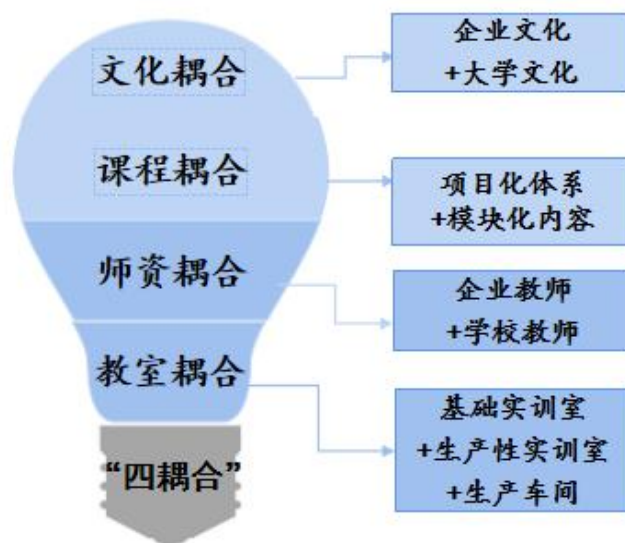 文化耦合
企业文化
+大学文化
课程耦合
项目化体系
+模块化内容
师资耦合
企业教师
+学校教师
教室耦合
基础实训室
+生产性实训室
+生产车间
“四耦合”